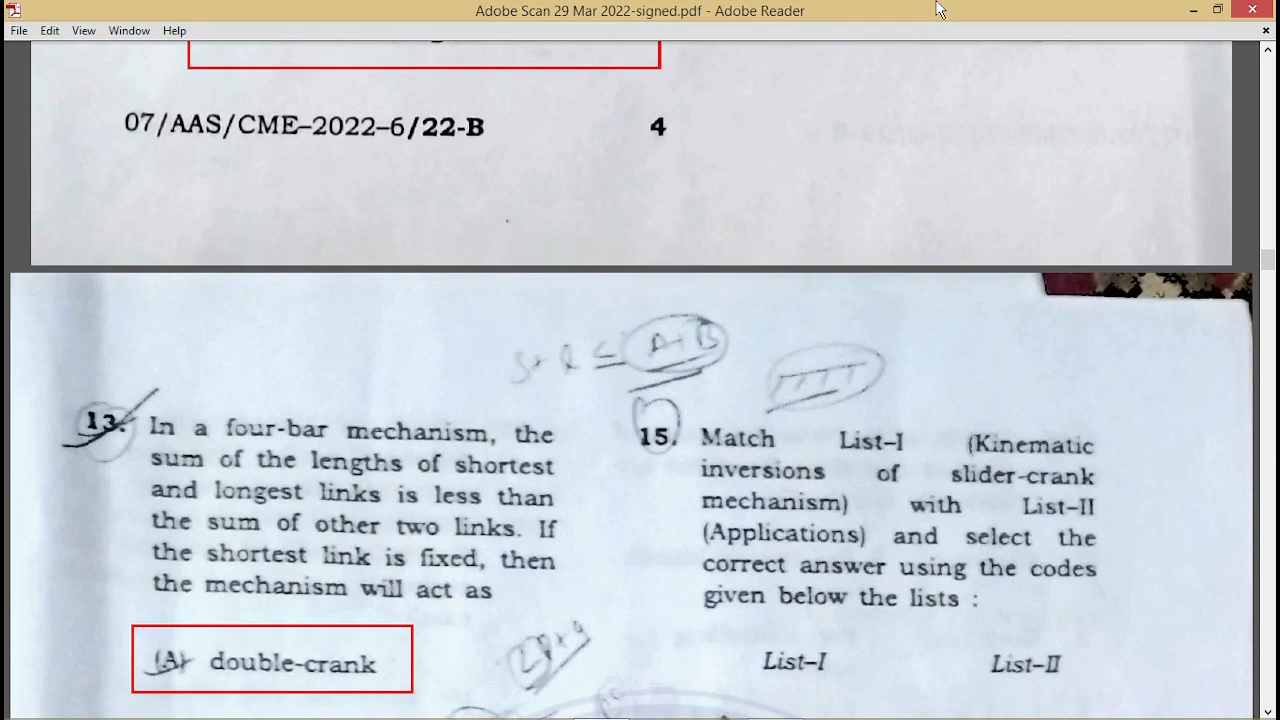 Adobe Scan 29 Mar 2022-signed.pdf - Adobe Reader
File Edit View Window Help
07/AAS/CME–2022–6/22-B
4
13. In a four-bar mechanism, the
sum of the lengths of shortest
and longest links is less than
the sum of other two links. If
the shortest link is fixed, then
the mechanism will act as
(A) double-crank
15. Match List–I (Kinematic
inversions of slider-crank
mechanism) with List–II
(Applications) and select the
correct answer using the codes
given below the lists :
List–I List–II